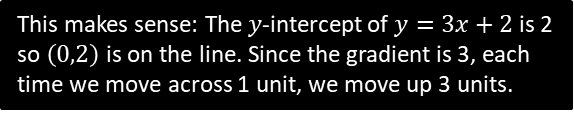 This makes sense: The y-intercept of y = 3x + 2 is 2
so (0,2) is on the line. Since the gradient is 3, each
time we move across 1 unit, we move up 3 units.